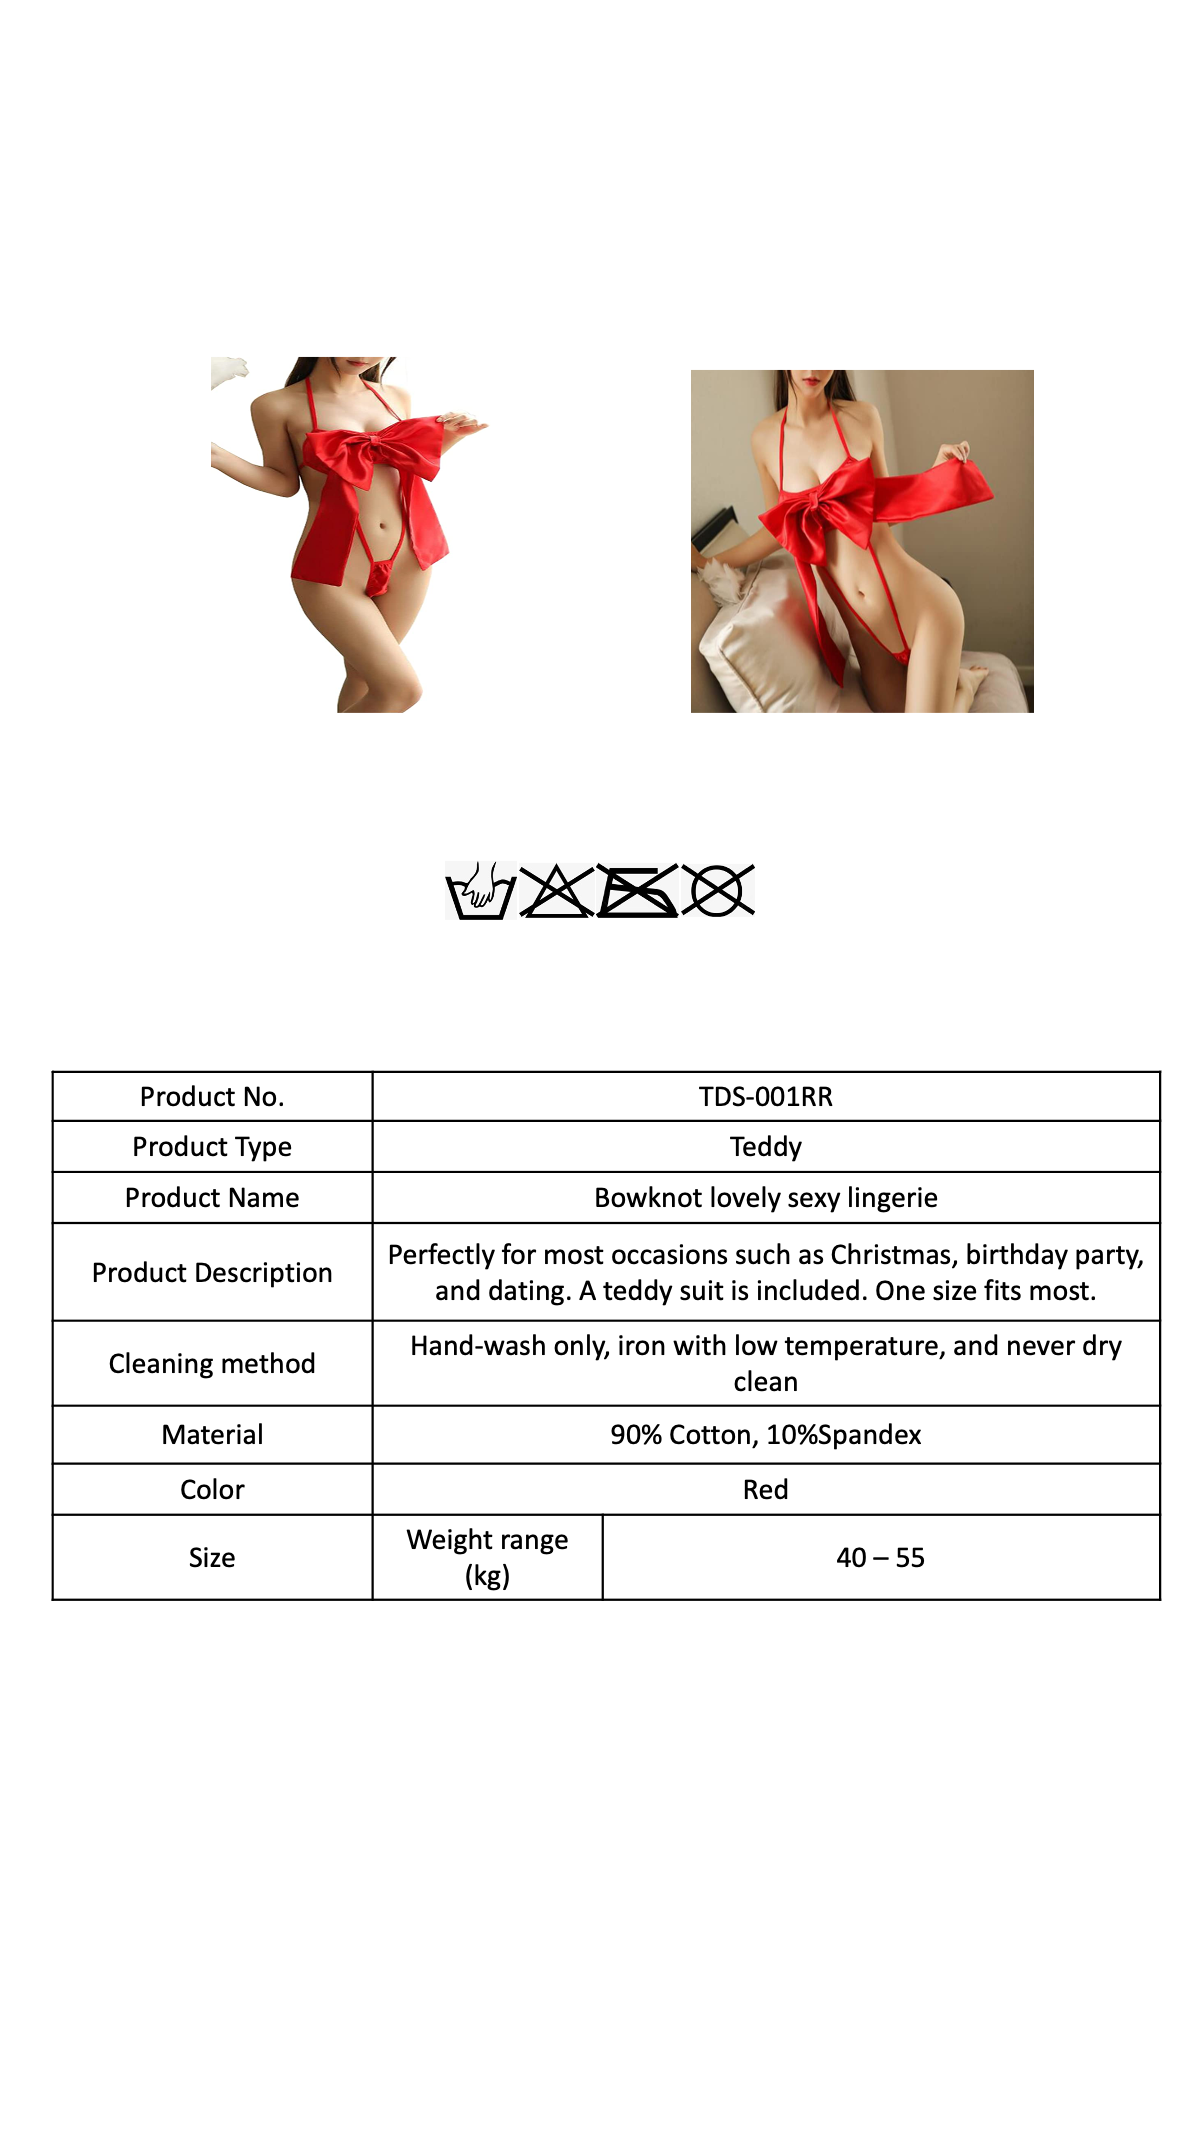 Product No.
TDS-001RR
Product Type
Teddy
Product Name
Bowknot lovely sexy lingerie
Product Description
Perfectly for most occasions such as Christmas, birthday party,
and dating. A teddy suit is included. One size fits most.
Cleaning method
Hand-wash only, iron with low temperature, and never dry
clean
Material
90% Cotton, 10%Spandex
Color
Red
Size
Weight range
(kg)
40 – 55